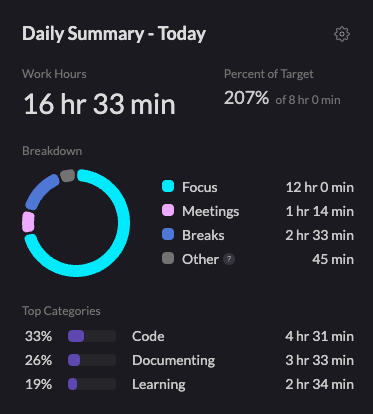 Daily Summary - Today
Work Hours
Percent of Target
16 hr 33 min
207% of 8 hr 0 min
Breakdown
Focus 12 hr 0 min
Meetings 1 hr 14 min
Breaks 2 hr 33 min
Other ? 45 min
Top Categories
33% Code 4 hr 31 min
26% Documenting 3 hr 33 min
19% Learning 2 hr 34 min